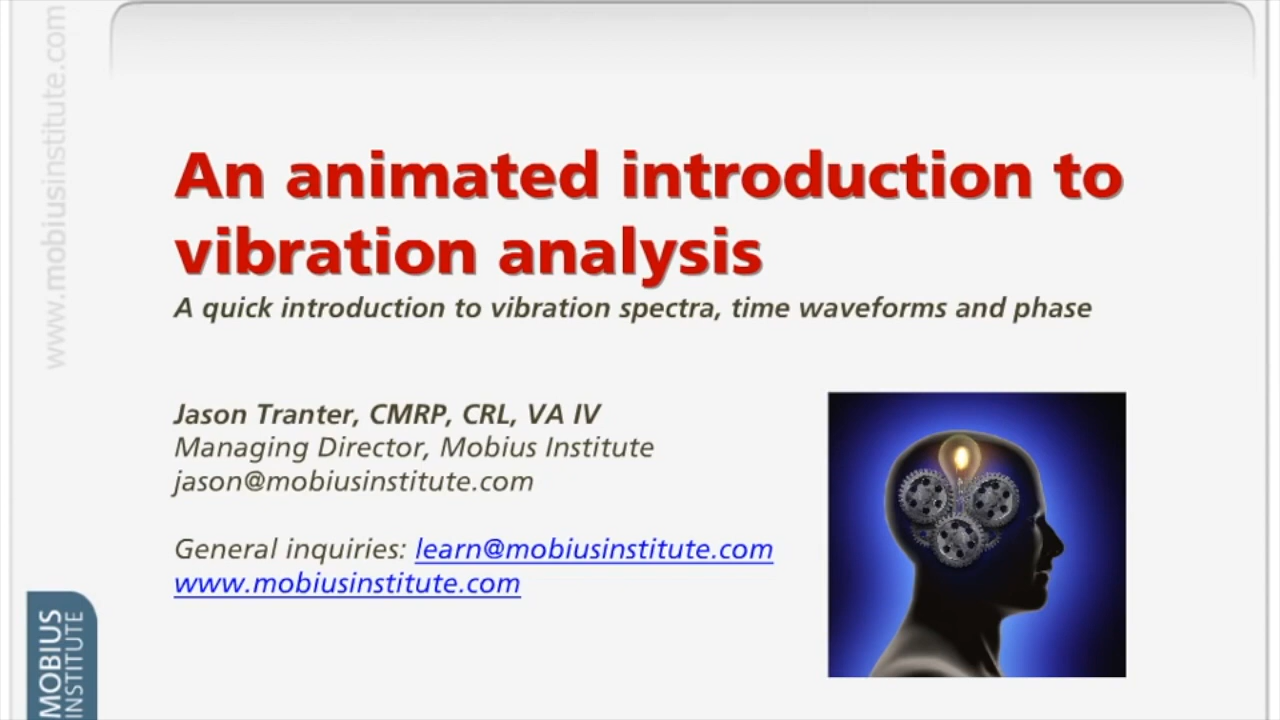 www.mobiusinstitute.com
An animated introduction to
vibration analysis
A quick introduction to vibration spectra, time waveforms and phase
Jason Tranter, CMRP, CRL, VA IV
Managing Director, Mobius Institute
jason@mobiusinstitute.com
General inquiries: learn@mobiusinstitute.com
www.mobiusinstitute.com
MOBIUS
INSTITUTE